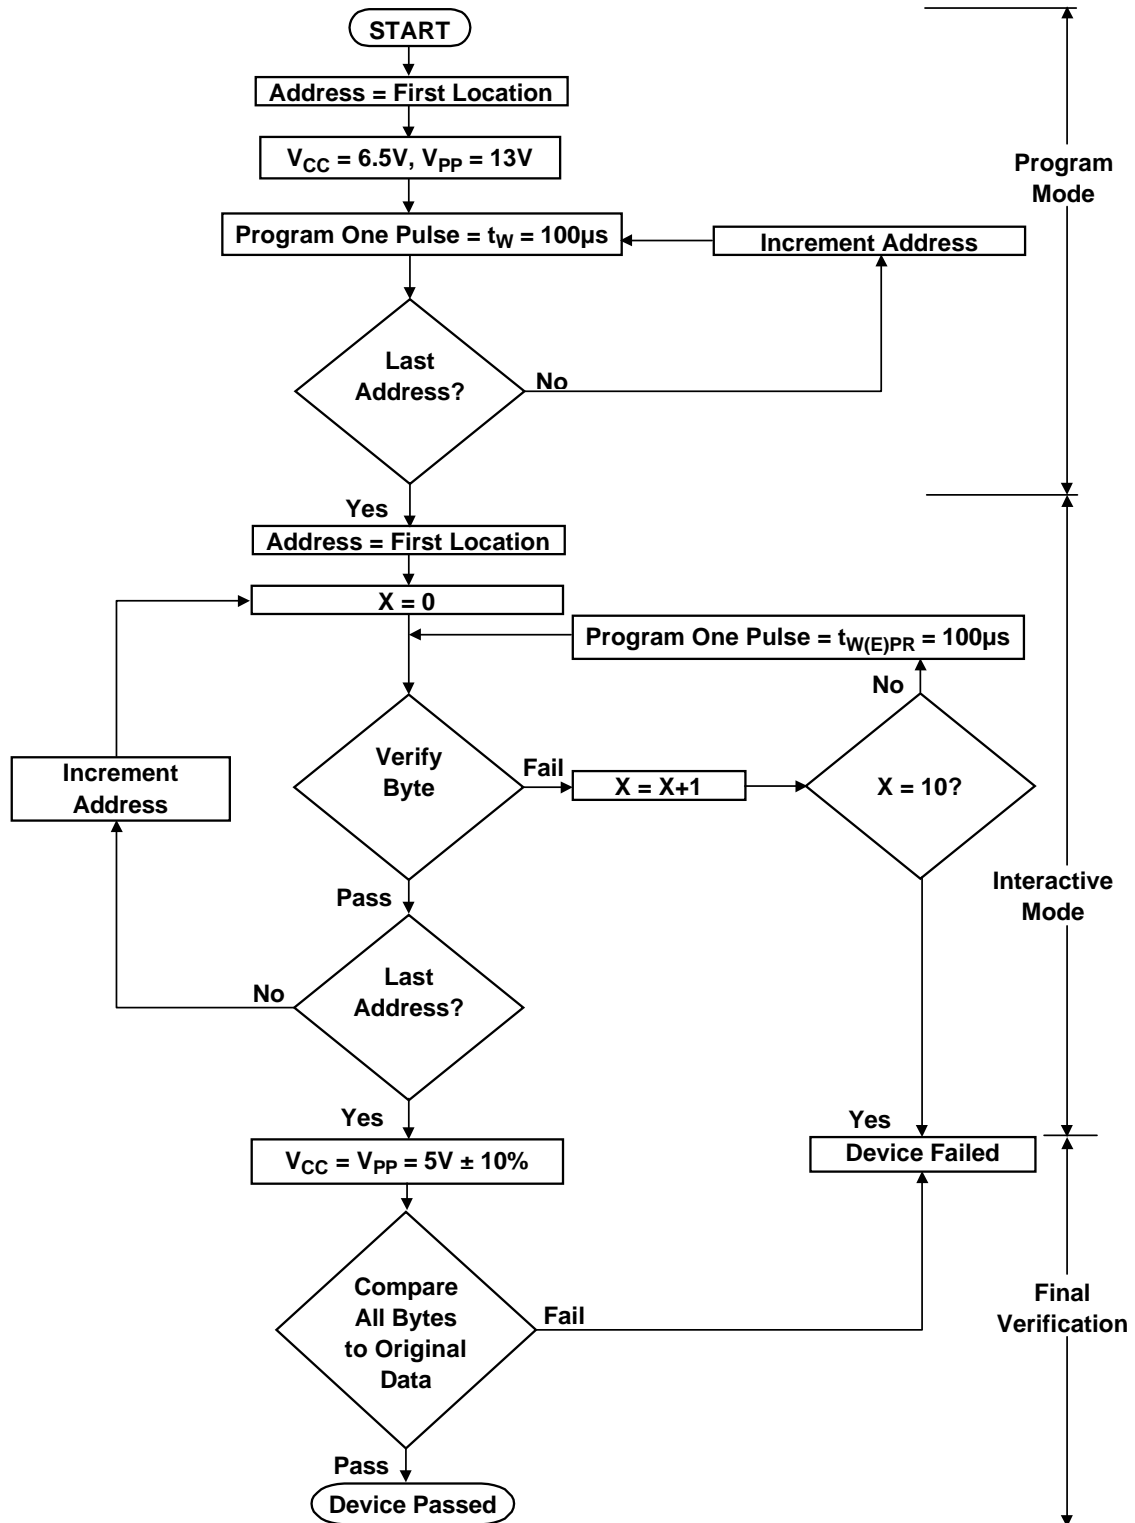 START
Address = First Location
VCC = 6.5V, VPP = 13V
Program
Mode
Program One Pulse = tW = 100µs
Increment Address
Last
Address?
No
Yes
Address = First Location
X = 0
Program One Pulse = tW(E)PR = 100µs
No
Verify
Byte
Fail
X = X+1
X = 10?
Increment
Address
Interactive
Mode
Pass
Last
Address?
No
Yes
Yes
VCC = VPP = 5V ± 10%
Device Failed
Compare
All Bytes
to Original
Data
Fail
Final
Verification
Pass
Device Passed